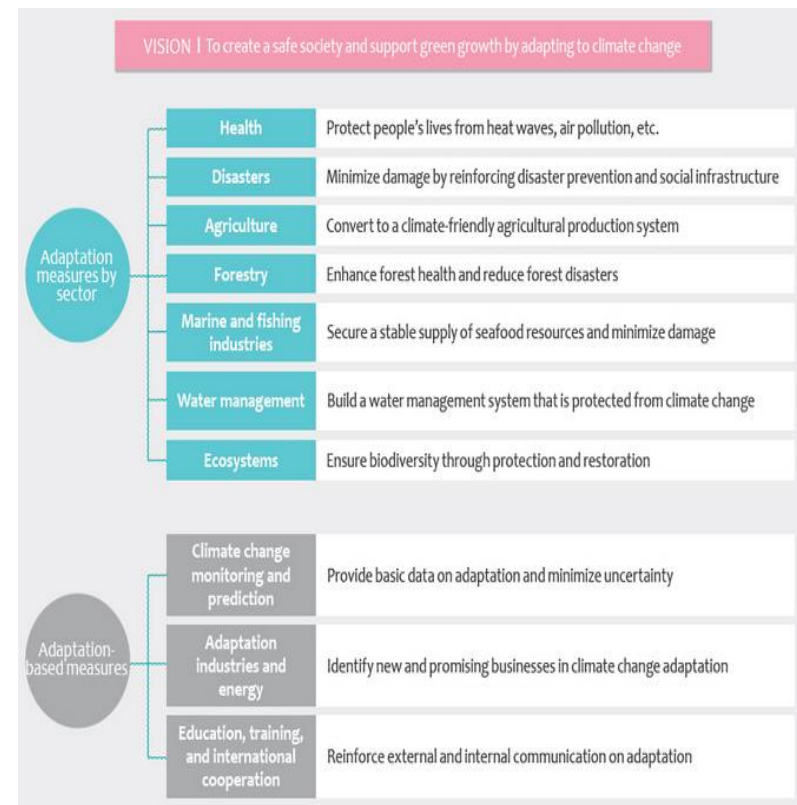 VISION | To create a safe society and support green growth by adapting to climate change
Adaptation
measures by
sector
Health
Protect people's lives from heat waves, air pollution, etc.
Disasters
Minimize damage by reinforcing disaster prevention and social infrastructure
Agriculture
Convert to a climate-friendly agricultural production system
Forestry
Enhance forest health and reduce forest disasters
Marine and fishing
industries
Secure a stable supply of seafood resources and minimize damage
Water management
Build a water management system that is protected from climate change
Ecosystems
Ensure biodiversity through protection and restoration
Adaptation-
based measures
Climate change
monitoring and
prediction
Provide basic data on adaptation and minimize uncertainty
Adaptation
industries and
energy
Identify new and promising businesses in climate change adaptation
Education, training,
and international
cooperation
Reinforce external and internal communication on adaptation